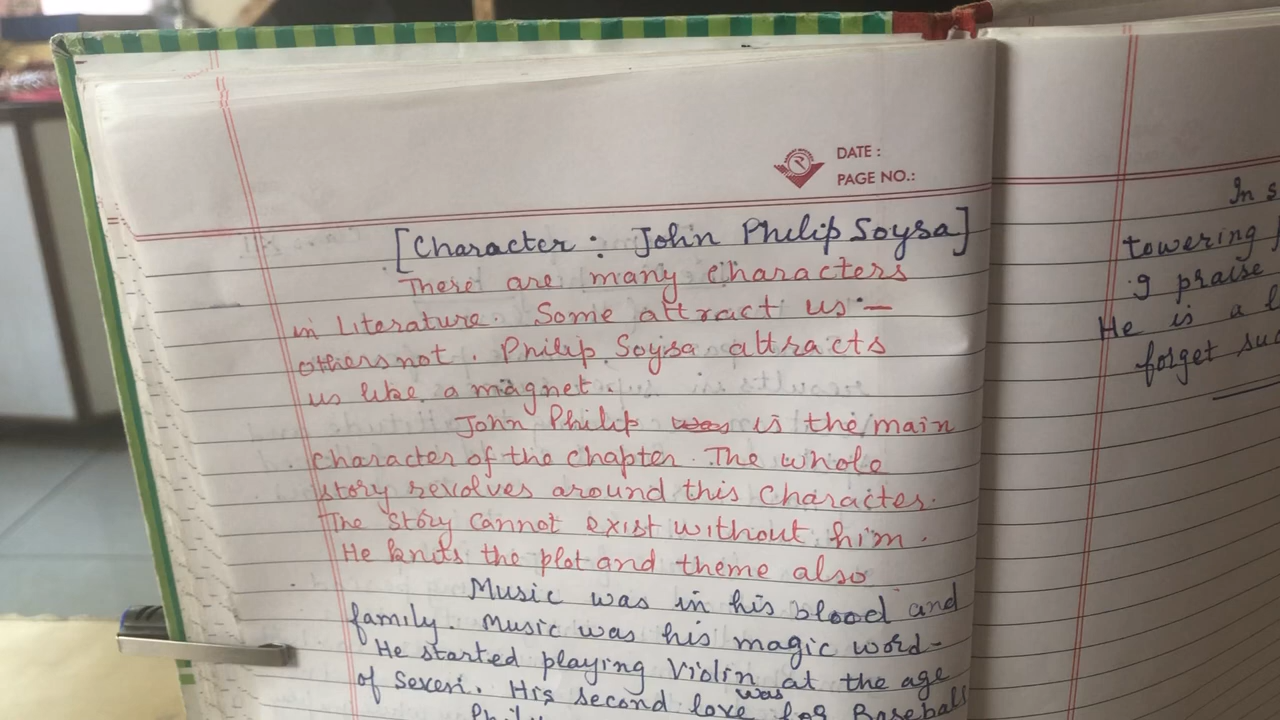 DATE :
PAGE NO.:
[Character : John Philip Soysa]
There are many characters
in Literature. Some attract us –
others not. Philip Soysa attracts
us like a magnet.
John Philip was is the main
character of the chapter. The whole
story revolves around this character.
The story cannot exist without him.
He knits the plot and theme also
Music was in his blood and
family. Music was his magic word-
He started playing Violin at the age
of seven. His second love was for Baseball
In s
towering
I praise
He is a
forget suc